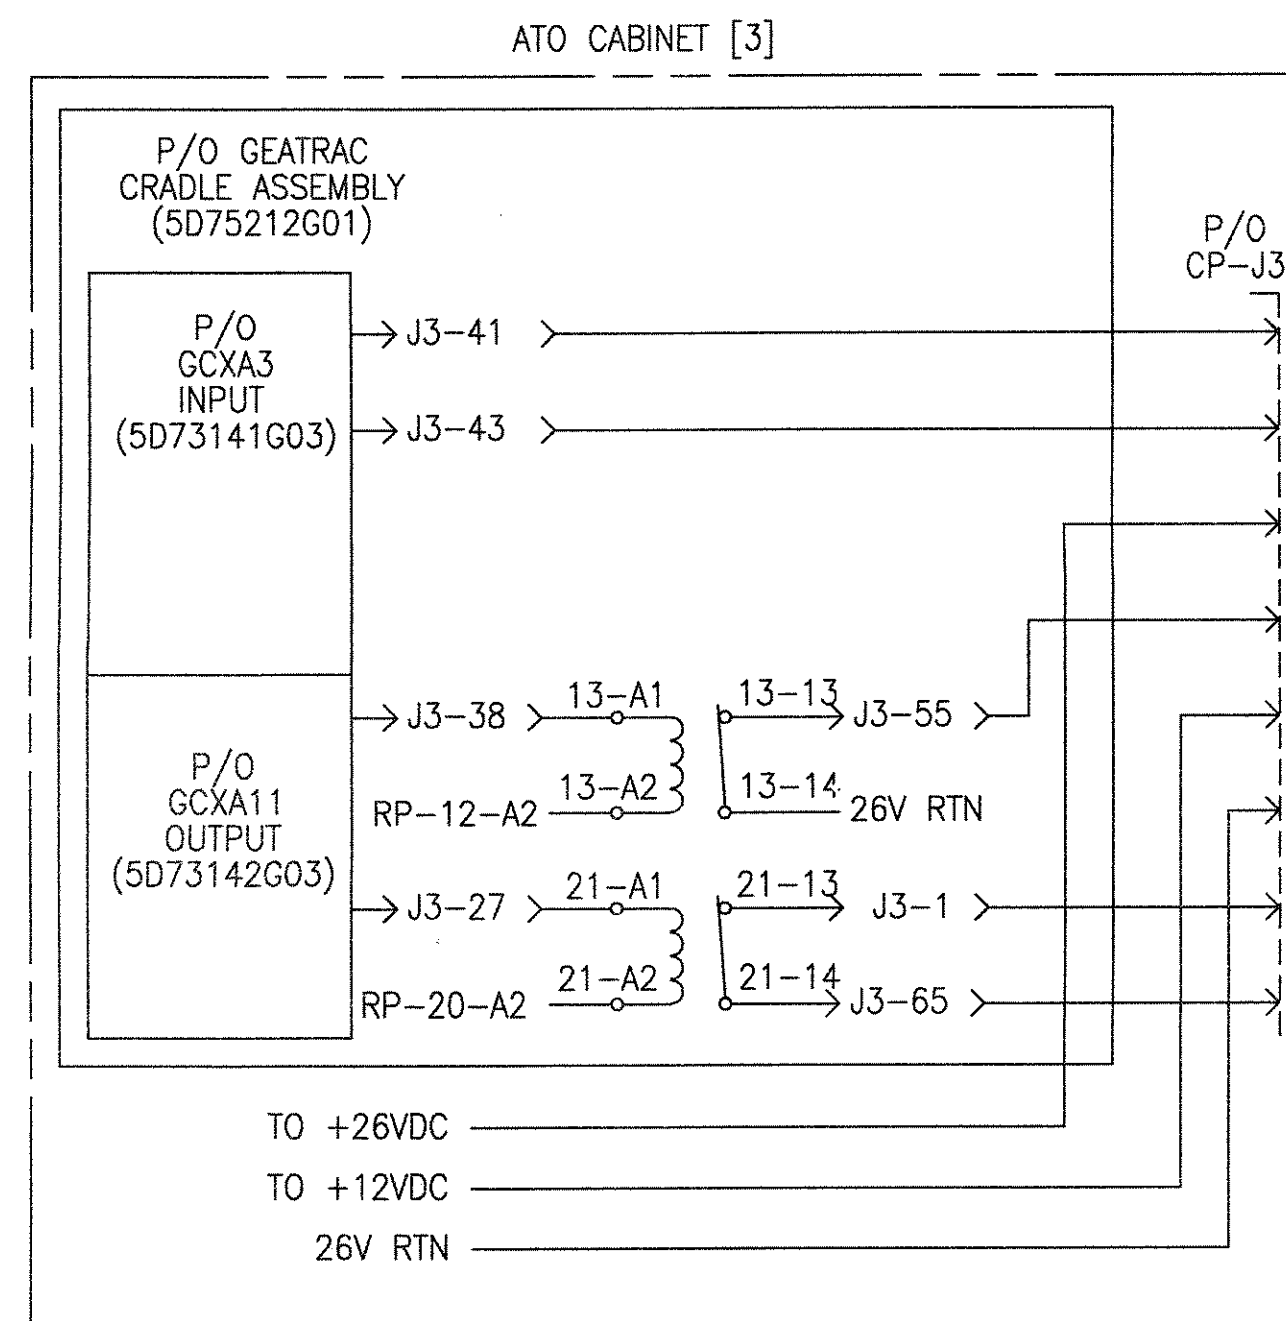 ATO CABINET [3]
P/O GEATRAC
CRADLE ASSEMBLY
(5D75212G01)
P/O
CP-J3
P/O
GCXA3
INPUT
(5D73141G03)
J3-41
J3-43
P/O
GCXA11
OUTPUT
(5D73142G03)
J3-38
13-A1
13-13
J3-55
RP-12-A2
13-A2
13-14
26V RTN
J3-27
21-A1
21-13
J3-1
RP-20-A2
21-A2
21-14
J3-65
TO +26VDC
TO +12VDC
26V RTN